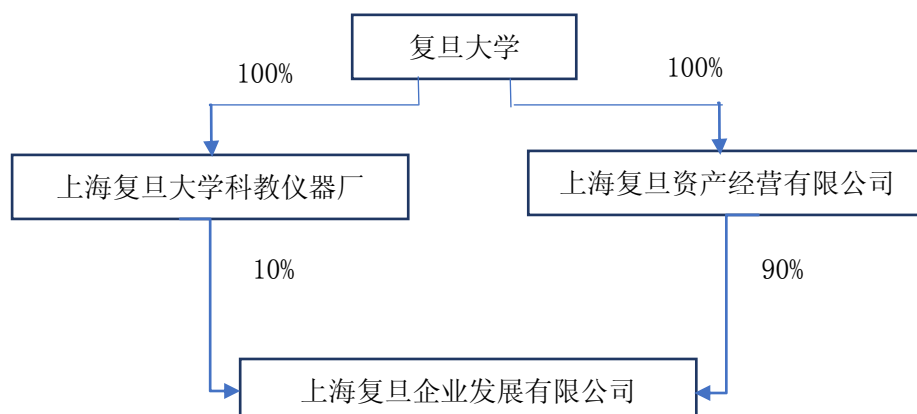 复旦大学
100%
100%
上海复旦大学科教仪器厂
上海复旦资产经营有限公司
10%
90%
上海复旦企业发展有限公司